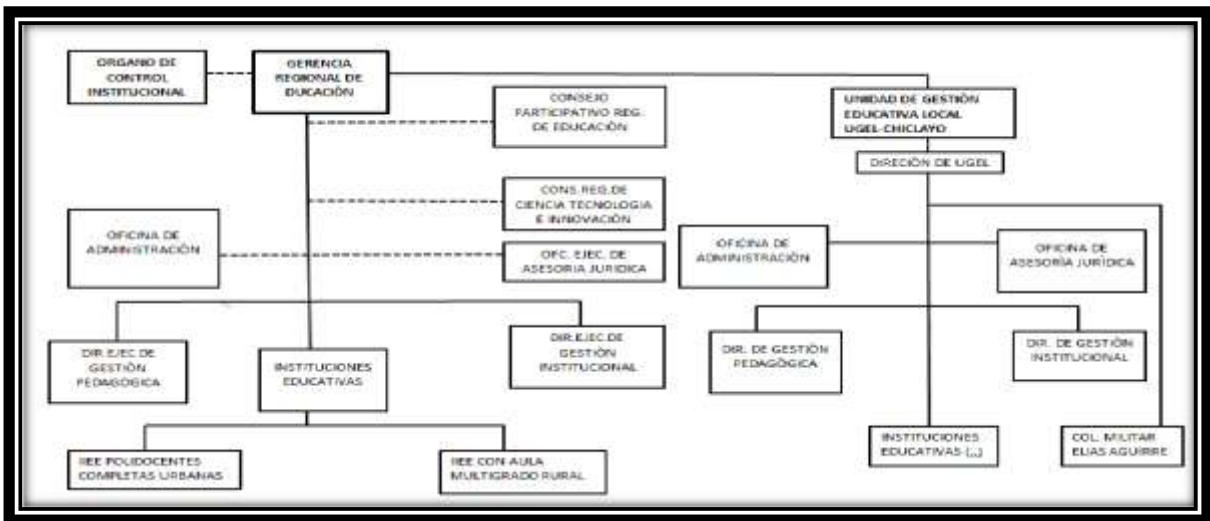 ORGANO DE
CONTROL
INSTITUCIONAL
GERENCIA
REGIONAL DE
DUCACIÓN
CONSEJO
PARTICIPATIVO REG.
DE EDUCACIÓN
UNIDAD DE GESTIÓN
EDUCATIVA LOCAL
UGEL-CHICLAYO
DIRECIÓN DE UGEL
CONS.REG.DE
CIENCIA TECNOLOGIA
E INNOVACIÓN
OFICINA DE
ADMINISTRACIÓN
OFC. EJEC. DE
ASESORIA JURIDICA
OFICINA DE
ADMINISTRACIÓN
OFICINA DE
ASESORÍA JURÍDICA
DIR.EJEC.DE
GESTIÓN
PEDAGÓGICA
INSTITUCIONES
EDUCATIVAS
DIR.EJEC.DE
GESTIÓN
INSTITUCIONAL
DIR. DE GESTIÓN
PEDAGÓGICA
DIR. DE GESTIÓN
INSTITUCIONAL
IIEE POLIDOCENTES
COMPLETAS URBANAS
IIEE CON AULA
MULTIGRADO RURAL
INSTITUCIONES
EDUCATIVAS (,,)
COL. MILITAR
ELIAS AGUIRRE